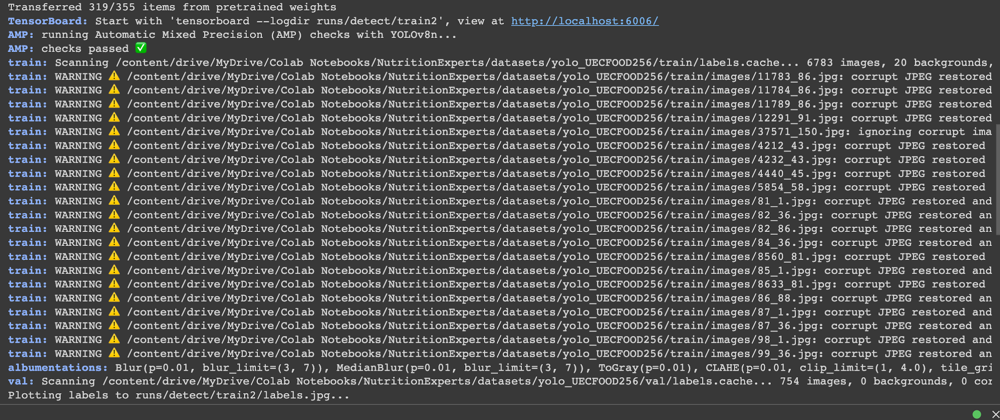 Transferred 319/355 items from pretrained weights
TensorBoard: Start with 'tensorboard --logdir runs/detect/train2', view at http://localhost:6006/
AMP: running Automatic Mixed Precision (AMP) checks with YOLOv8n...
AMP: checks passed ✅
train: Scanning /content/drive/MyDrive/Colab Notebooks/NutritionExperts/datasets/yolo_UECFOOD256/train/labels.cache... 6783 images, 20 backgrounds,
train: WARNING ⚠️ /content/drive/MyDrive/Colab Notebooks/NutritionExperts/datasets/yolo_UECFOOD256/train/images/11783_86.jpg: corrupt JPEG restored
train: WARNING ⚠️ /content/drive/MyDrive/Colab Notebooks/NutritionExperts/datasets/yolo_UECFOOD256/train/images/11784_86.jpg: corrupt JPEG restored
train: WARNING ⚠️ /content/drive/MyDrive/Colab Notebooks/NutritionExperts/datasets/yolo_UECFOOD256/train/images/11789_86.jpg: corrupt JPEG restored
train: WARNING ⚠️ /content/drive/MyDrive/Colab Notebooks/NutritionExperts/datasets/yolo_UECFOOD256/train/images/12291_91.jpg: corrupt JPEG restored
train: WARNING ⚠️ /content/drive/MyDrive/Colab Notebooks/NutritionExperts/datasets/yolo_UECFOOD256/train/images/37571_150.jpg: ignoring corrupt ima
train: WARNING ⚠️ /content/drive/MyDrive/Colab Notebooks/NutritionExperts/datasets/yolo_UECFOOD256/train/images/4212_43.jpg: corrupt JPEG restored
train: WARNING ⚠️ /content/drive/MyDrive/Colab Notebooks/NutritionExperts/datasets/yolo_UECFOOD256/train/images/4232_43.jpg: corrupt JPEG restored
train: WARNING ⚠️ /content/drive/MyDrive/Colab Notebooks/NutritionExperts/datasets/yolo_UECFOOD256/train/images/4440_45.jpg: corrupt JPEG restored
train: WARNING ⚠️ /content/drive/MyDrive/Colab Notebooks/NutritionExperts/datasets/yolo_UECFOOD256/train/images/5854_58.jpg: corrupt JPEG restored
train: WARNING ⚠️ /content/drive/MyDrive/Colab Notebooks/NutritionExperts/datasets/yolo_UECFOOD256/train/images/81_1.jpg: corrupt JPEG restored and
train: WARNING ⚠️ /content/drive/MyDrive/Colab Notebooks/NutritionExperts/datasets/yolo_UECFOOD256/train/images/82_36.jpg: corrupt JPEG restored an
train: WARNING ⚠️ /content/drive/MyDrive/Colab Notebooks/NutritionExperts/datasets/yolo_UECFOOD256/train/images/82_86.jpg: corrupt JPEG restored an
train: WARNING ⚠️ /content/drive/MyDrive/Colab Notebooks/NutritionExperts/datasets/yolo_UECFOOD256/train/images/84_36.jpg: corrupt JPEG restored an
train: WARNING ⚠️ /content/drive/MyDrive/Colab Notebooks/NutritionExperts/datasets/yolo_UECFOOD256/train/images/8560_81.jpg: corrupt JPEG restored
train: WARNING ⚠️ /content/drive/MyDrive/Colab Notebooks/NutritionExperts/datasets/yolo_UECFOOD256/train/images/85_1.jpg: corrupt JPEG restored and
train: WARNING ⚠️ /content/drive/MyDrive/Colab Notebooks/NutritionExperts/datasets/yolo_UECFOOD256/train/images/8633_81.jpg: corrupt JPEG restored
train: WARNING ⚠️ /content/drive/MyDrive/Colab Notebooks/NutritionExperts/datasets/yolo_UECFOOD256/train/images/86_88.jpg: corrupt JPEG restored an
train: WARNING ⚠️ /content/drive/MyDrive/Colab Notebooks/NutritionExperts/datasets/yolo_UECFOOD256/train/images/87_1.jpg: corrupt JPEG restored and
train: WARNING ⚠️ /content/drive/MyDrive/Colab Notebooks/NutritionExperts/datasets/yolo_UECFOOD256/train/images/87_36.jpg: corrupt JPEG restored an
train: WARNING ⚠️ /content/drive/MyDrive/Colab Notebooks/NutritionExperts/datasets/yolo_UECFOOD256/train/images/98_1.jpg: corrupt JPEG restored and
train: WARNING ⚠️ /content/drive/MyDrive/Colab Notebooks/NutritionExperts/datasets/yolo_UECFOOD256/train/images/99_36.jpg: corrupt JPEG restored an
albumentations: Blur(p=0.01, blur_limit=(3, 7)), MedianBlur(p=0.01, blur_limit=(3, 7)), ToGray(p=0.01), CLAHE(p=0.01, clip_limit=(1, 4.0), tile_gri
val: Scanning /content/drive/MyDrive/Colab Notebooks/NutritionExperts/datasets/yolo_UECFOOD256/val/labels.cache... 754 images, 0 backgrounds, 0 cor
Plotting labels to runs/detect/train2/labels.jpg...